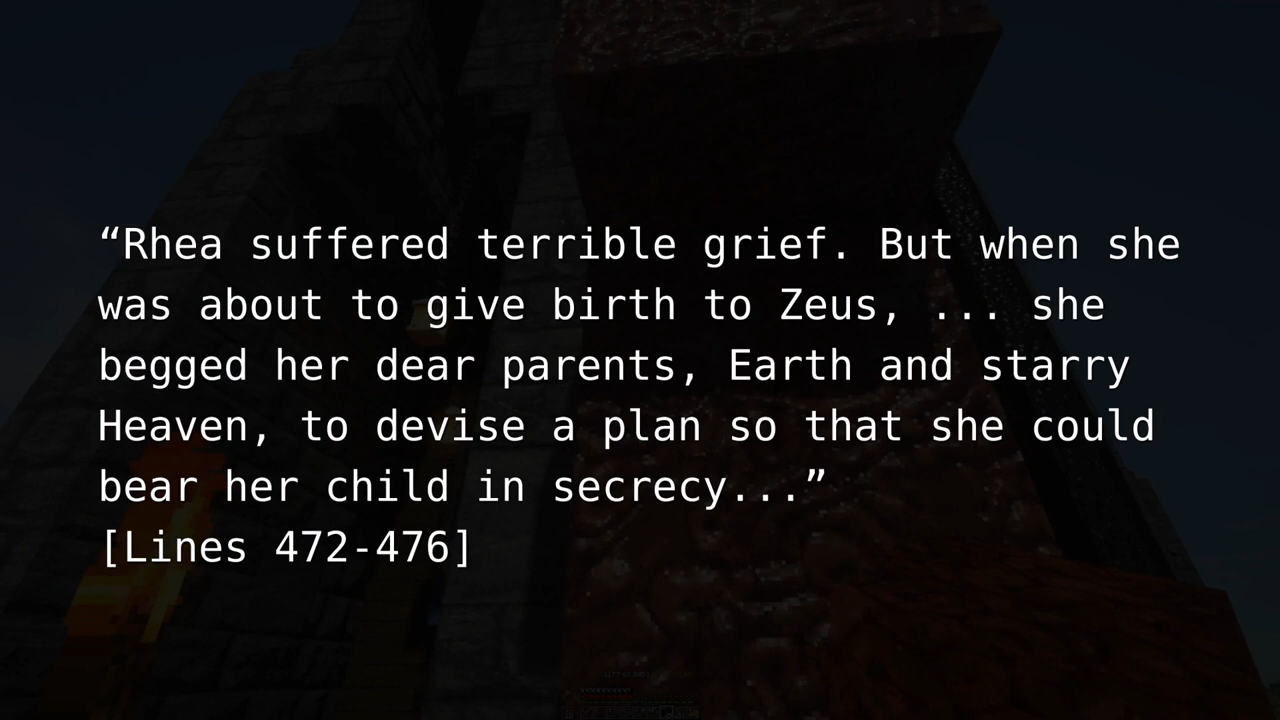 “Rhea suffered terrible grief. But when she
was about to give birth to Zeus, ... she
begged her dear parents, Earth and starry
Heaven, to devise a plan so that she could
bear her child in secrecy...”
[Lines 472-476]